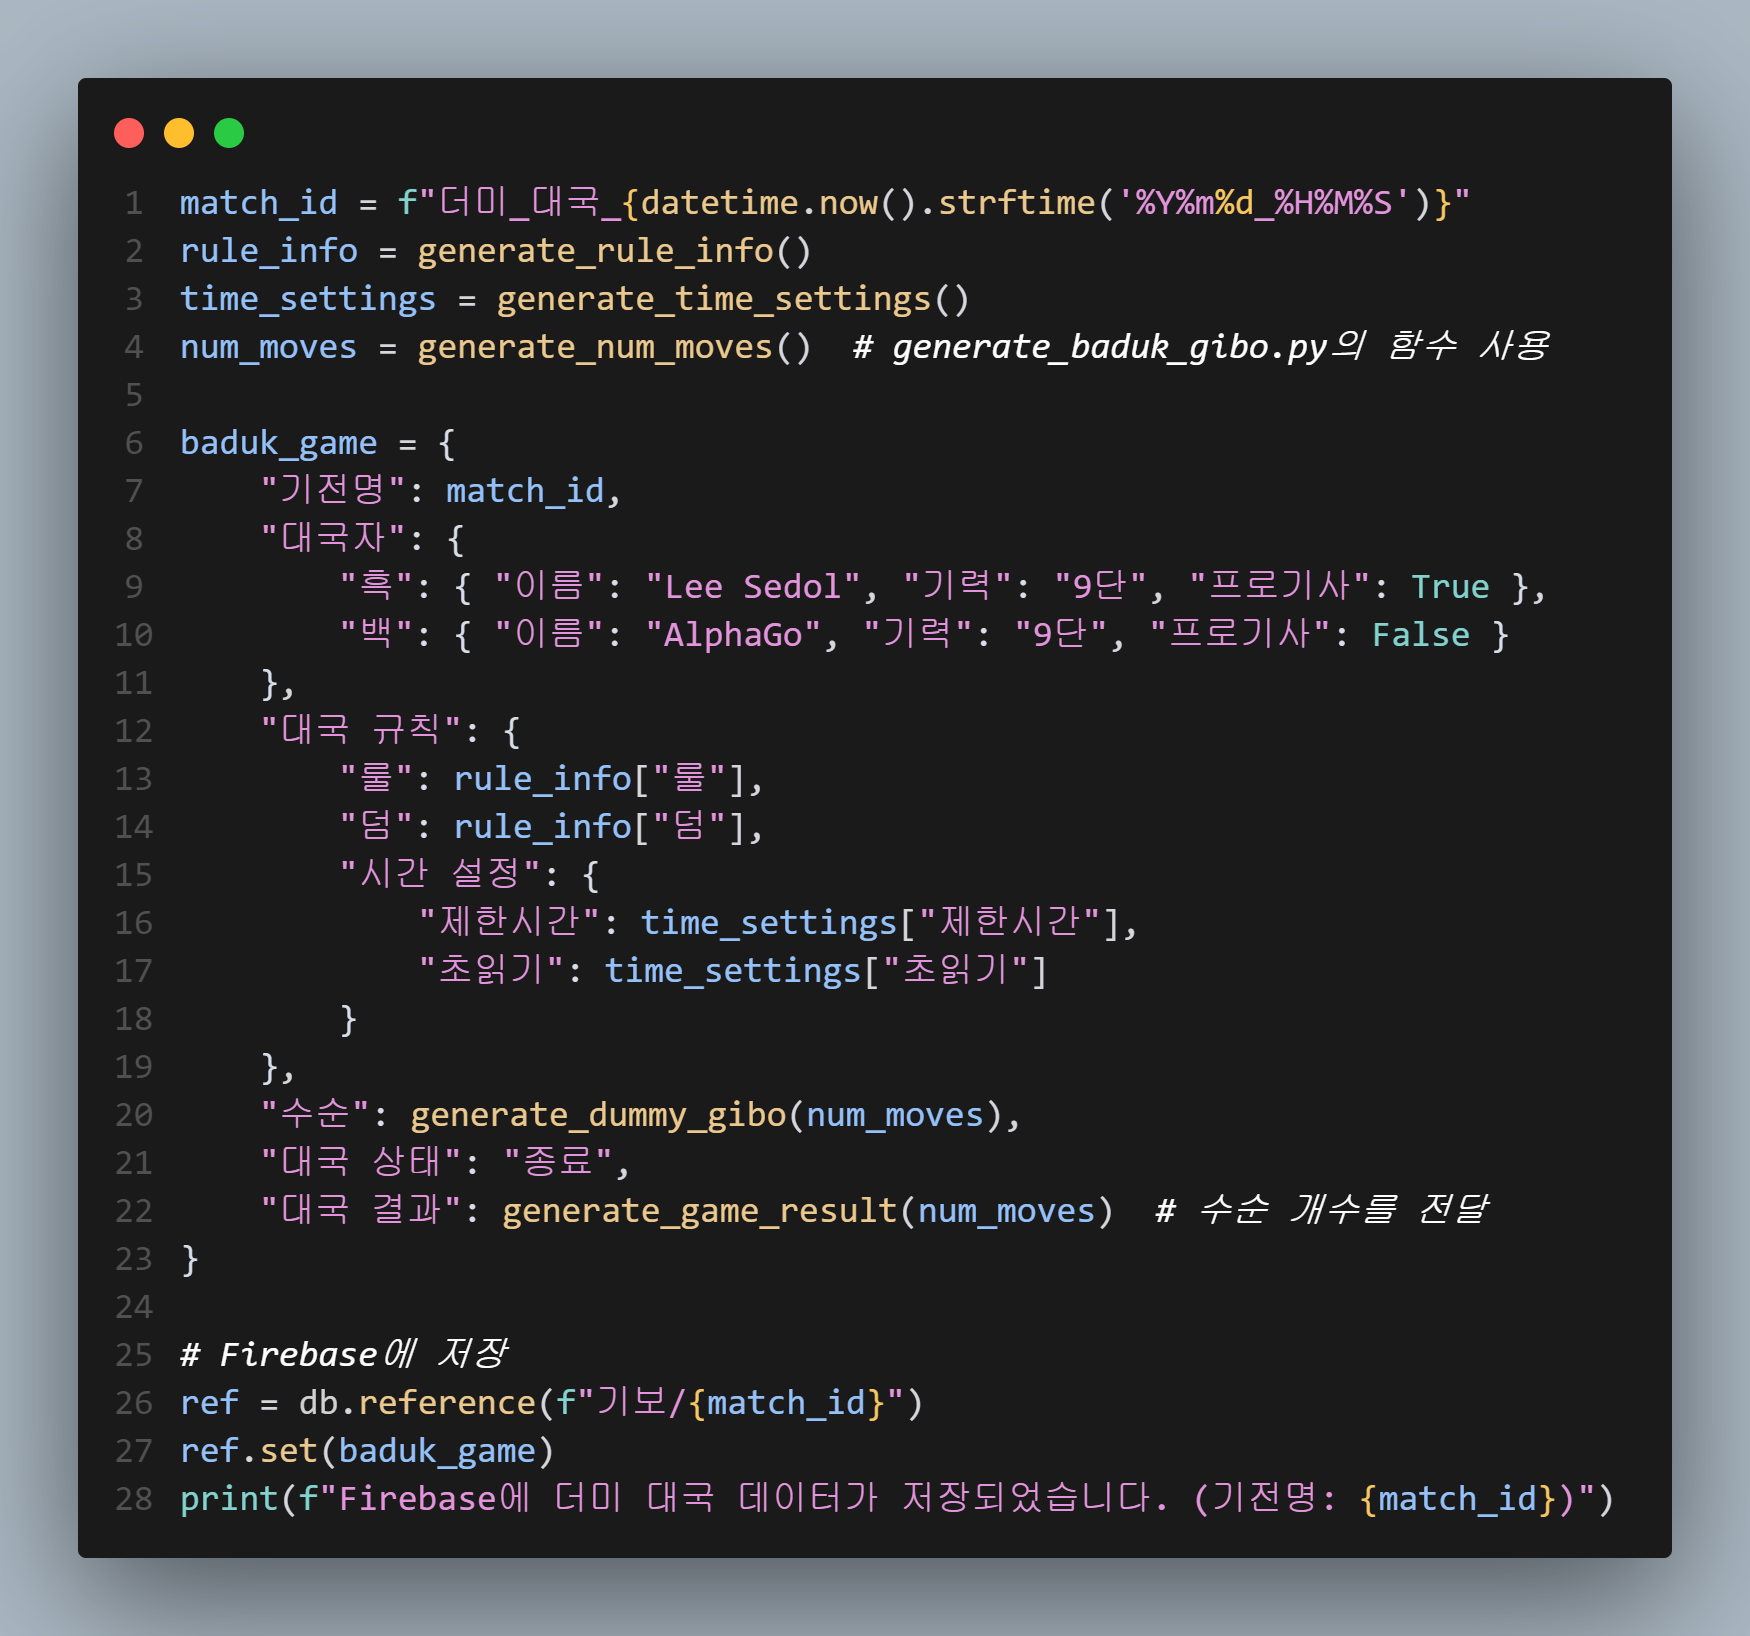 1 match_id = f"더미_대국_{datetime.now().strftime('%Y%m%d_%H%M%S')}"
2 rule_info = generate_rule_info()
3 time_settings = generate_time_settings()
4 num_moves = generate_num_moves()  # generate_baduk_gibo.py의 함수 사용
5
6 baduk_game = {
7     "기전명": match_id,
8     "대국자": {
9         "흑": { "이름": "Lee Sedol", "기력": "9단", "프로기사": True },
10         "백": { "이름": "AlphaGo", "기력": "9단", "프로기사": False }
11     },
12     "대국 규칙": {
13         "룰": rule_info["룰"],
14         "덤": rule_info["덤"],
15         "시간 설정": {
16             "제한시간": time_settings["제한시간"],
17             "초읽기": time_settings["초읽기"]
18         }
19     },
20     "수순": generate_dummy_gibo(num_moves),
21     "대국 상태": "종료",
22     "대국 결과": generate_game_result(num_moves)  # 수순 개수를 전달
23 }
24
25 # Firebase에 저장
26 ref = db.reference(f"기보/{match_id}")
27 ref.set(baduk_game)
28 print(f"Firebase에 더미 대국 데이터가 저장되었습니다. (기전명: {match_id})")